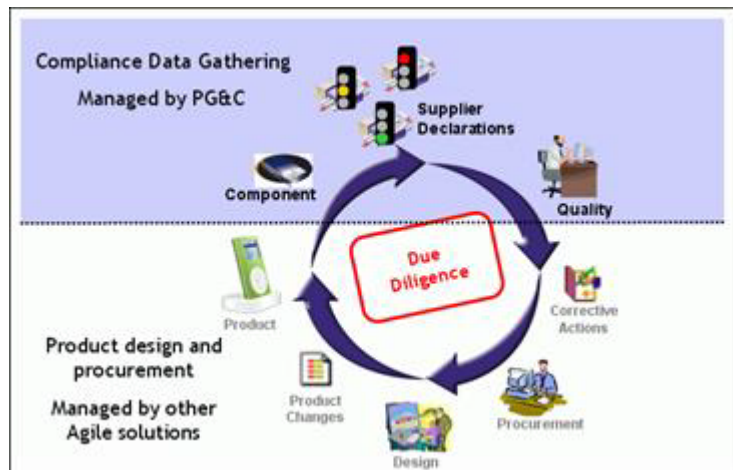 Compliance Data Gathering
Managed by PG&C
Supplier
Declarations
Component
Quality
Due
Diligence
Product
Corrective
Actions
Product design and
procurement
Managed by other
Agile solutions
Product
Changes
Procurement
Design